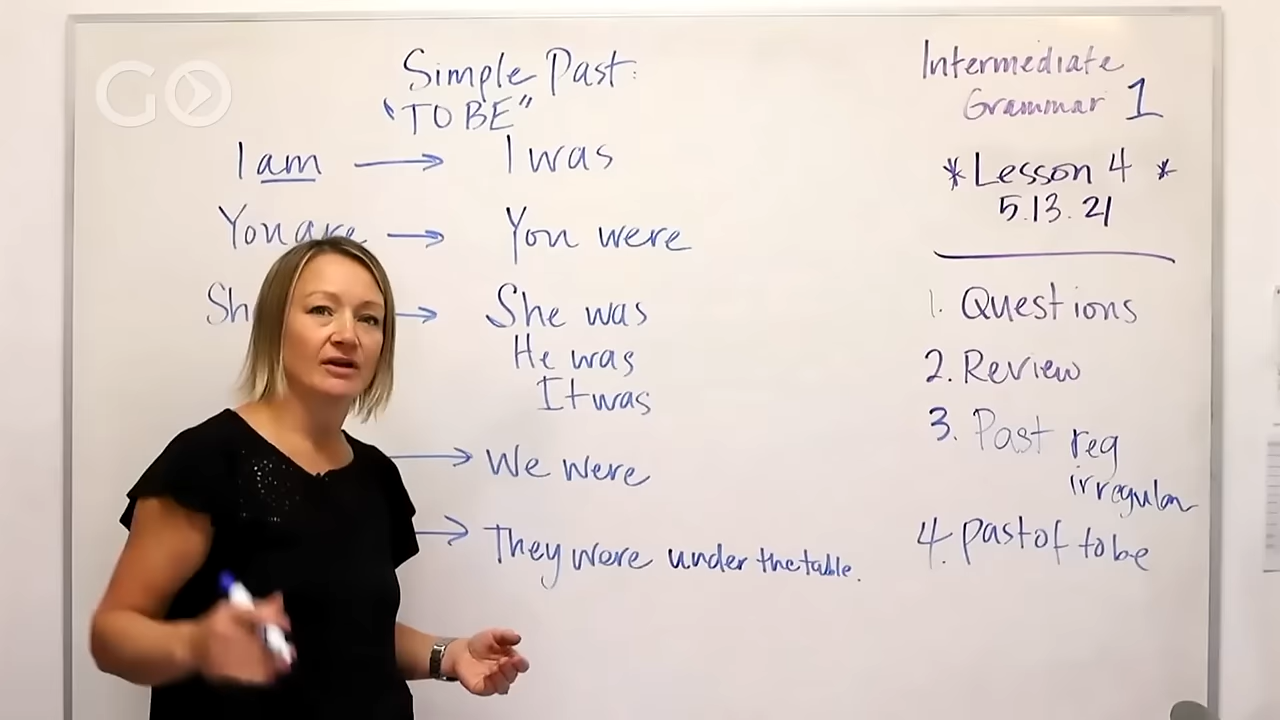 GO
Simple Past:
"TO BE"
I am → I was
You are → You were
Sh → She was
He was
It was
→ We were
→ They were under the table.
Intermediate
Grammar 1
* Lesson 4 *
5.13.21
1. Questions
2. Review
3. Past reg
irregular
4. past of to be